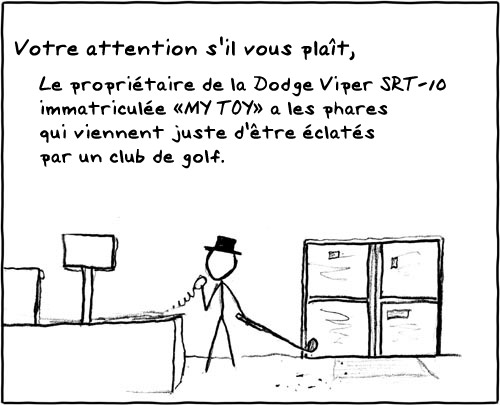 Votre attention s'il vous plaît,
Le propriétaire de la Dodge Viper SRT-10
immatriculée «MY TOY» a les phares
qui viennent juste d'être éclatés
par un club de golf.